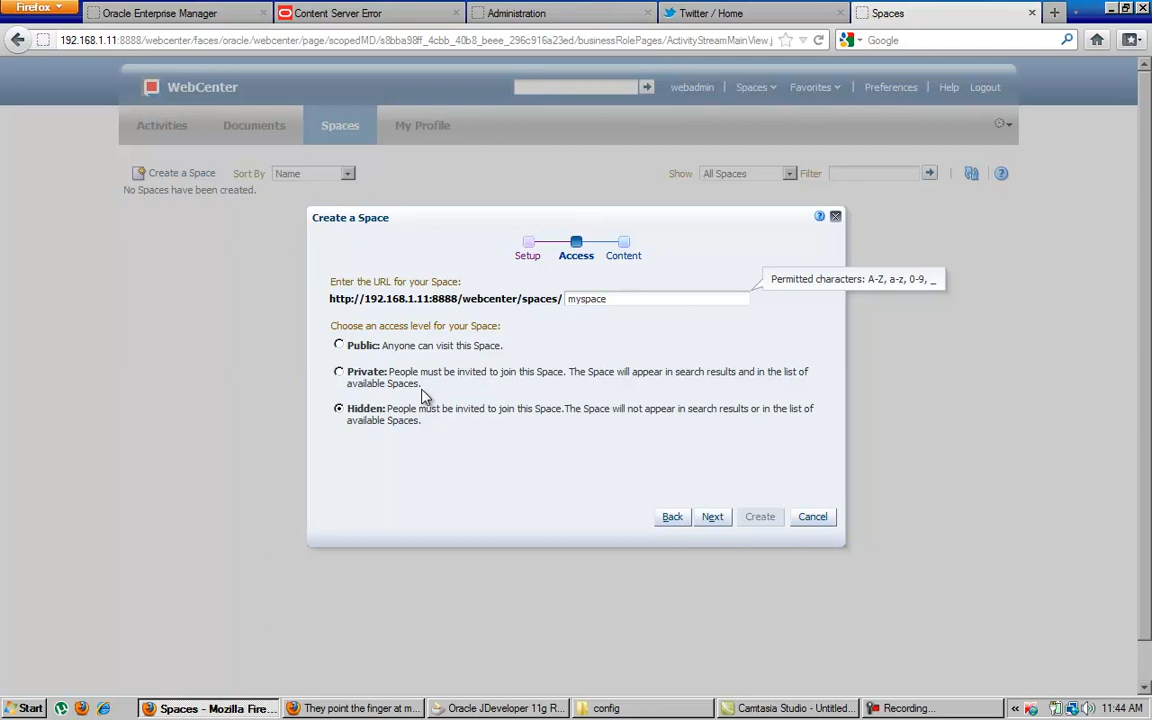 Firefox
Oracle Enterprise Manager
Content Server Error
Administration
Twitter / Home
Spaces
192.168.1.11:8888/webcenter/faces/oracle/webcenter/page/scopedMD/s8bba98ff_4cbb_40b8_beee_296c916a23ed/businessRolePages/ActivityStreamMainView.j
Google
WebCenter
webadmin
Spaces
Favorites
Preferences
Help
Logout
Activities
Documents
Spaces
My Profile
Create a Space
Sort By
Name
Show
All Spaces
Filter
No Spaces have been created.
Create a Space
Setup
Access
Content
Enter the URL for your Space:
Permitted characters: A-Z, a-z, 0-9, _
http://192.168.1.11:8888/webcenter/spaces/ myspace
Choose an access level for your Space:
Public: Anyone can visit this Space.
Private: People must be invited to join this Space. The Space will appear in search results and in the list of
available Spaces.
Hidden: People must be invited to join this Space.The Space will not appear in search results or in the list of
available Spaces.
Back
Next
Create
Cancel
Start
Spaces - Mozilla Fire...
They point the finger at m...
Oracle JDeveloper 11g R...
config
Camtasia Studio - Untitled...
Recording...
11:44 AM